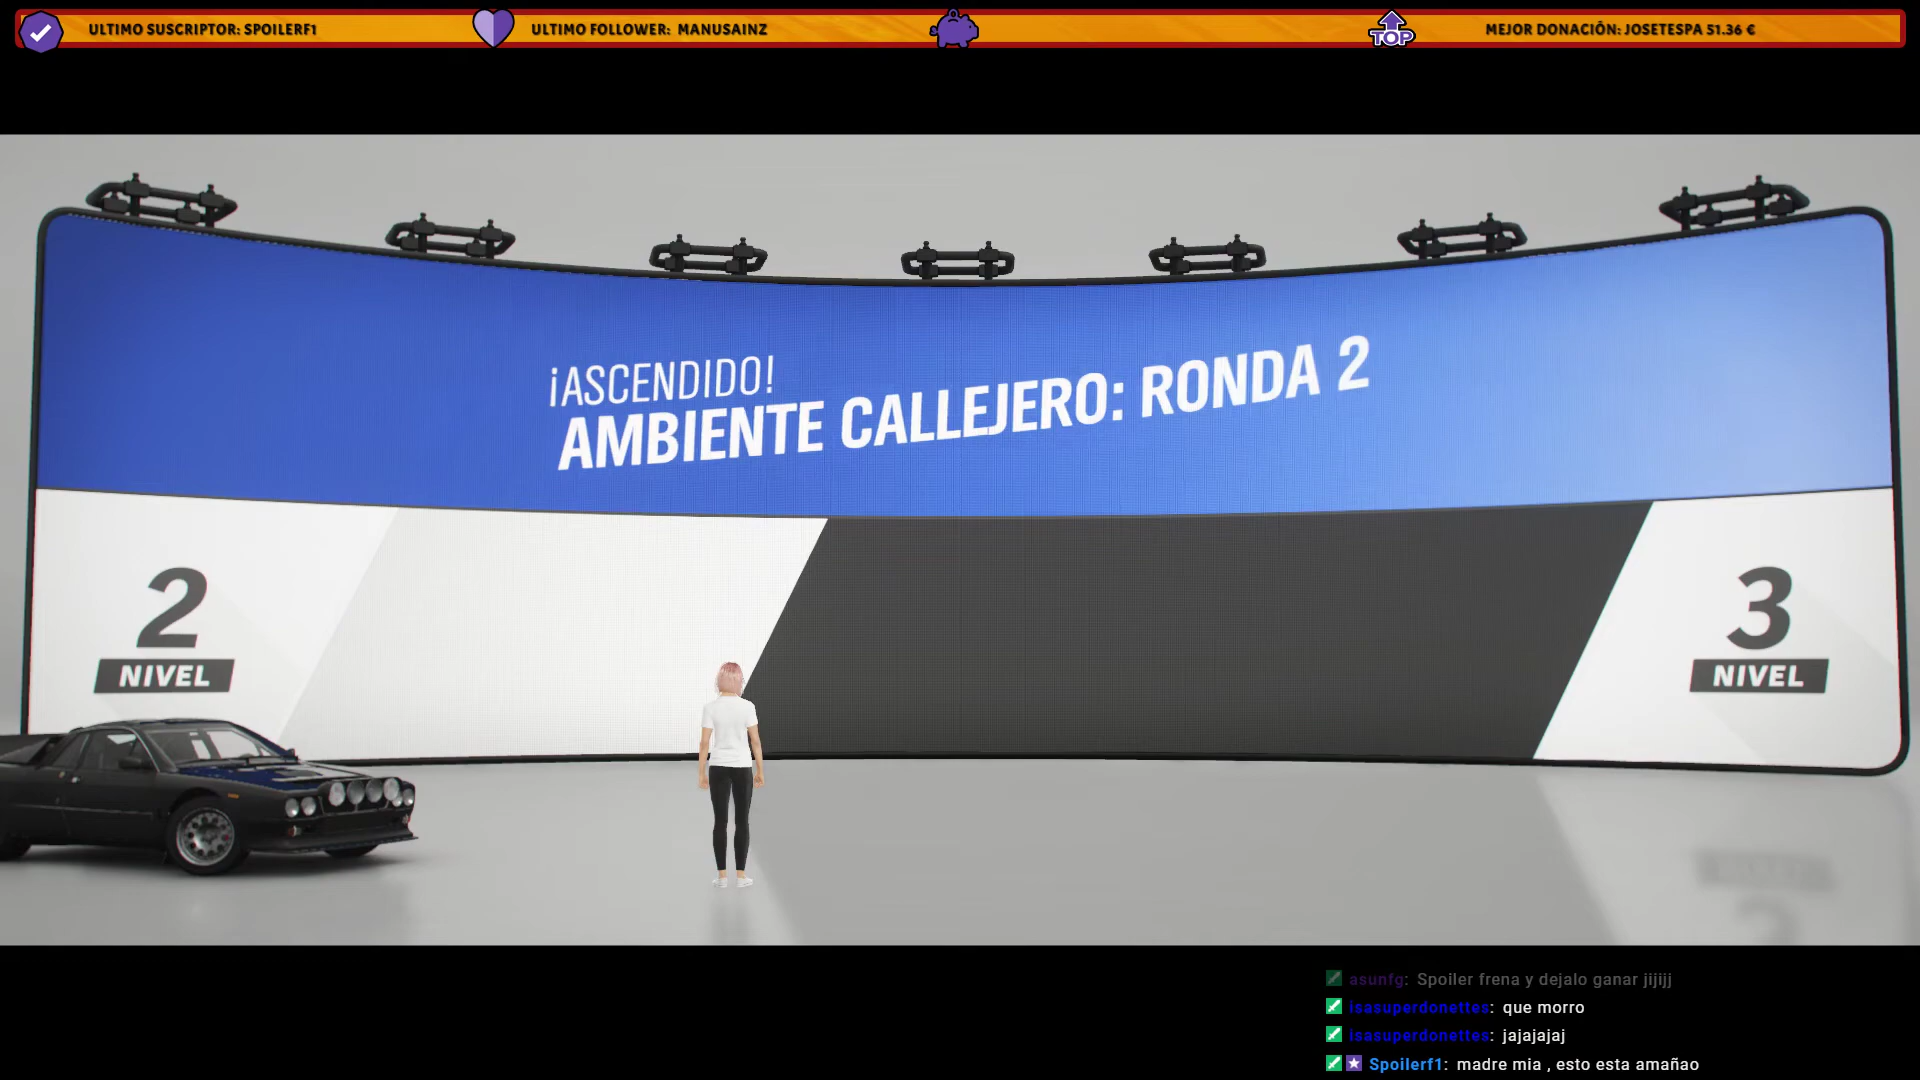 ULTIMO SUSCRIPTOR: SPOILERF1
ULTIMO FOLLOWER: MANUSAINZ
TOP
MEJOR DONACIÓN: JOSETESPA 51.36 €
¡ASCENDIDO!
AMBIENTE CALLEJERO: RONDA 2
2
NIVEL
3
NIVEL
asunfg: Spoiler frena y dejalo ganar jijijj
isasuperdonettes: que morro
isasuperdonettes: jajajajaj
Spoilerf1: madre mia , esto esta amañao